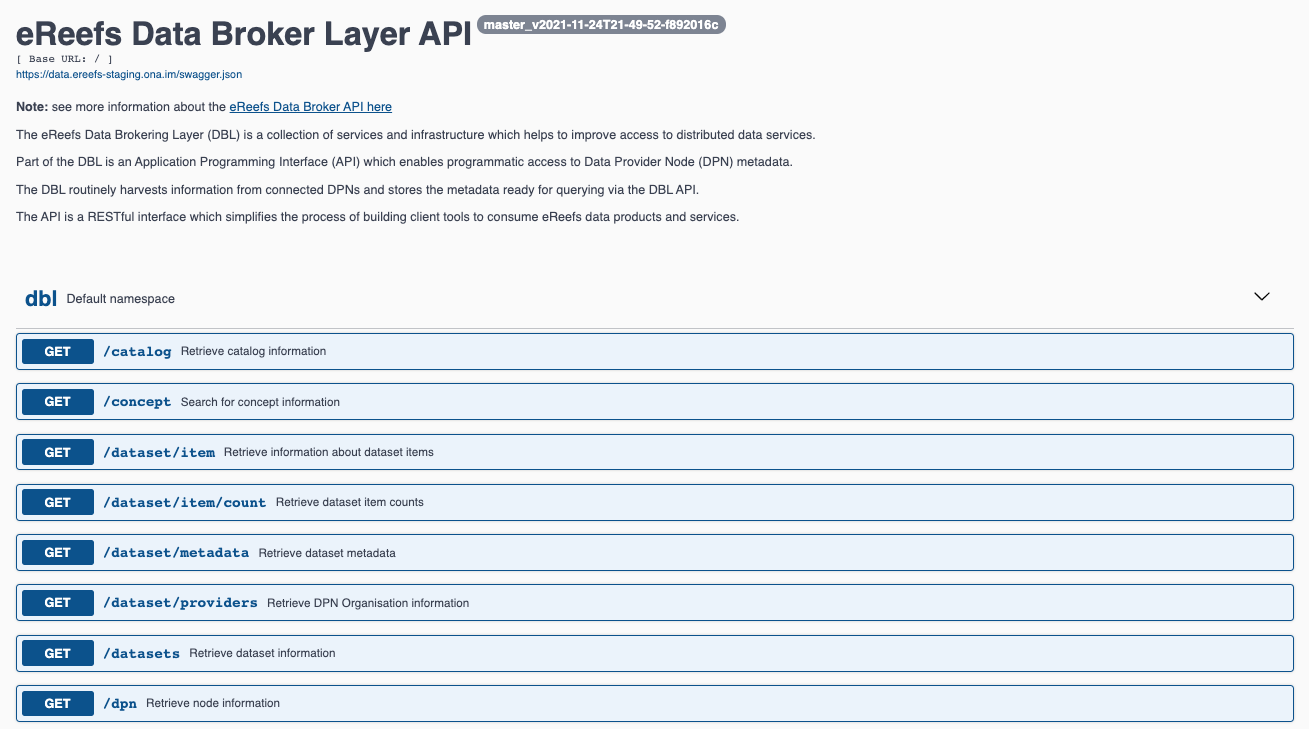 eReefs Data Broker Layer API master_v2021-11-24T21-49-52-f892016c
[ Base URL: / ]
https://data.ereefs-staging.ona.im/swagger.json
Note: see more information about the eReefs Data Broker API here
The eReefs Data Brokering Layer (DBL) is a collection of services and infrastructure which helps to improve access to distributed data services.
Part of the DBL is an Application Programming Interface (API) which enables programmatic access to Data Provider Node (DPN) metadata.
The DBL routinely harvests information from connected DPNs and stores the metadata ready for querying via the DBL API.
The API is a RESTful interface which simplifies the process of building client tools to consume eReefs data products and services.
dbl Default namespace
GET /catalog Retrieve catalog information
GET /concept Search for concept information
GET /dataset/item Retrieve information about dataset items
GET /dataset/item/count Retrieve dataset item counts
GET /dataset/metadata Retrieve dataset metadata
GET /dataset/providers Retrieve DPN Organisation information
GET /datasets Retrieve dataset information
GET /dpn Retrieve node information